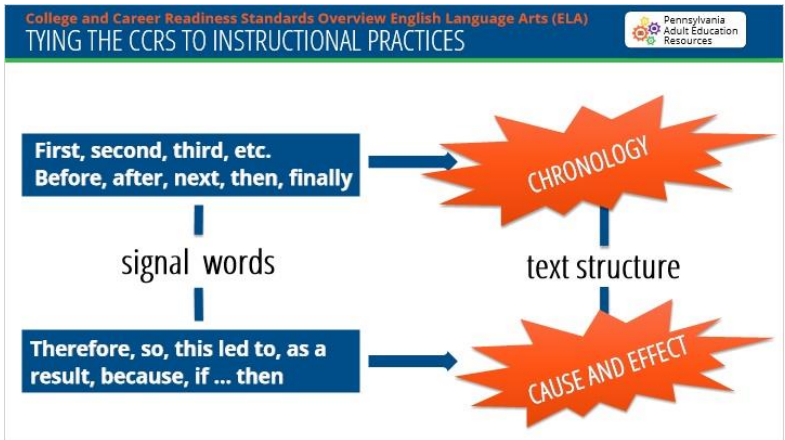 College and Career Readiness Standards Overview English Language Arts (ELA)
TYING THE CCRS TO INSTRUCTIONAL PRACTICES
Pennsylvania
Adult Education
Resources
First, second, third, etc.
Before, after, next, then, finally
CHRONOLOGY
signal words
text structure
Therefore, so, this led to, as a
result, because, if ... then
CAUSE AND EFFECT